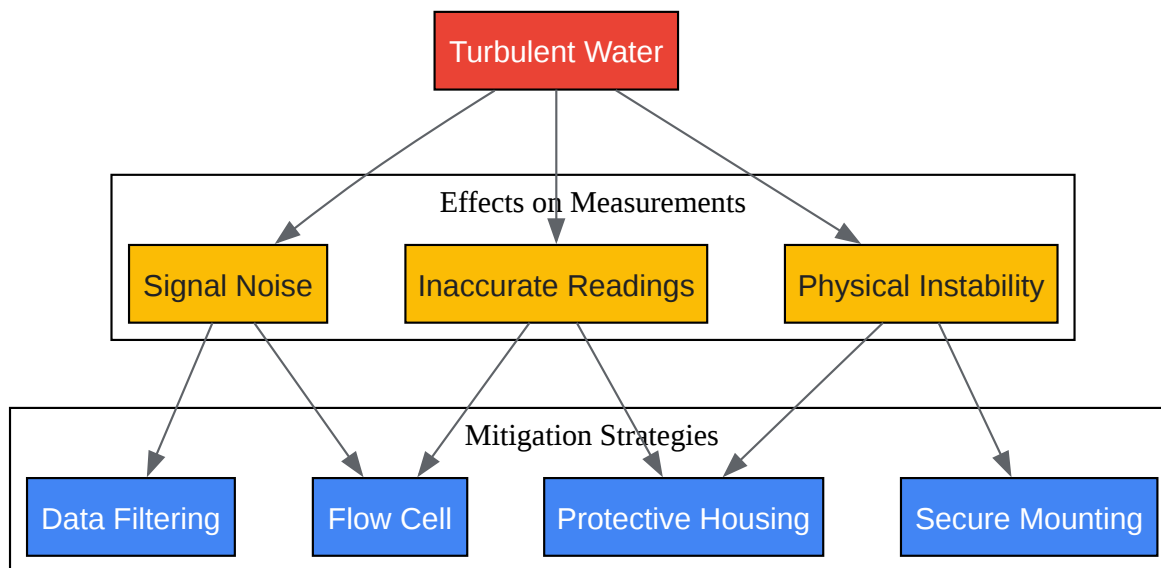 Turbulent Water
Effects on Measurements
Signal Noise
Inaccurate Readings
Physical Instability
Mitigation Strategies
Data Filtering
Flow Cell
Protective Housing
Secure Mounting